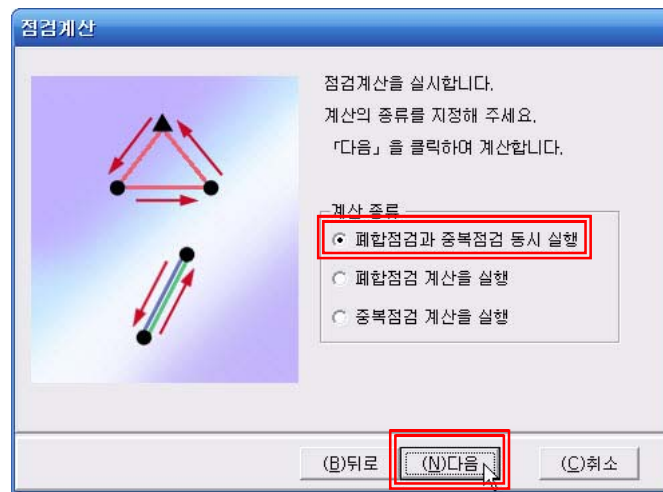 점검계산
점검계산을 실시합니다.
계산의 종류를 지정해 주세요.
「다음」을 클릭하여 계산합니다.
계산 종류
폐합점검과 중복점검 동시 실행
폐합점검 계산을 실행
중복점검 계산을 실행
(B)뒤로
(N)다음
(C)취소